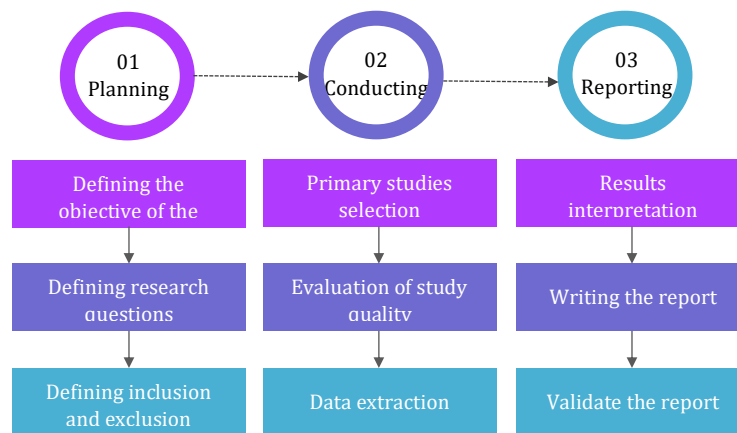 01
Planning
02
Conducting
03
Reporting
Defining the
objective of the
Primary studies
selection
Results
interpretation
Defining research
questions
Evaluation of study
quality
Writing the report
Defining inclusion
and exclusion
Data extraction
Validate the report